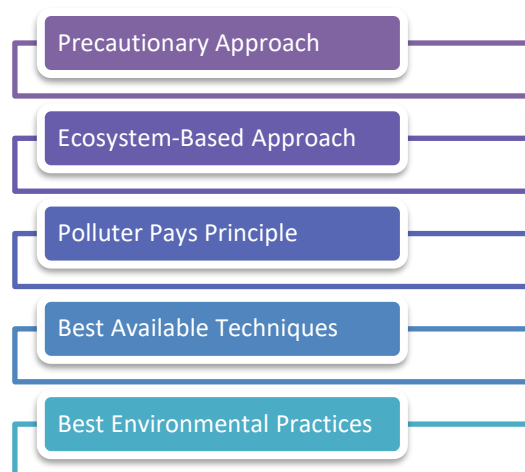 Precautionary Approach
Ecosystem-Based Approach
Polluter Pays Principle
Best Available Techniques
Best Environmental Practices